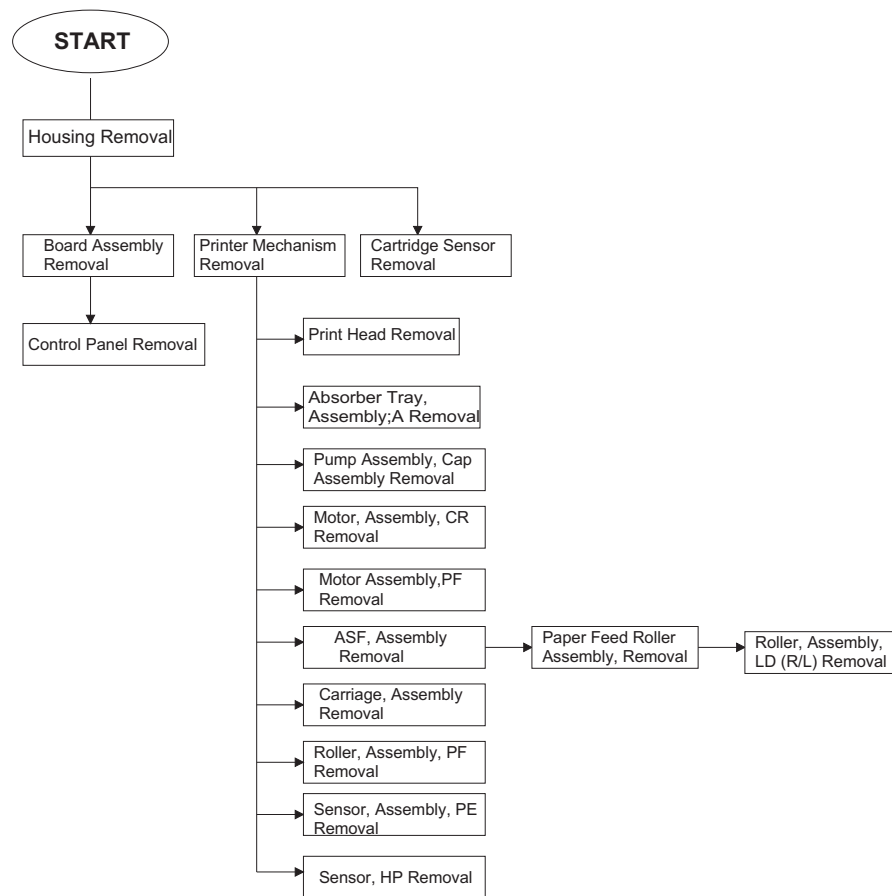 START
Housing Removal
Board Assembly
Removal
Printer Mechanism
Removal
Cartridge Sensor
Removal
Control Panel Removal
Print Head Removal
Absorber Tray,
Assembly;A Removal
Pump Assembly, Cap
Assembly Removal
Motor, Assembly, CR
Removal
Motor Assembly,PF
Removal
ASF, Assembly
Removal
Paper Feed Roller
Assembly, Removal
Roller, Assembly,
LD (R/L) Removal
Carriage, Assembly
Removal
Roller, Assembly, PF
Removal
Sensor, Assembly, PE
Removal
Sensor, HP Removal